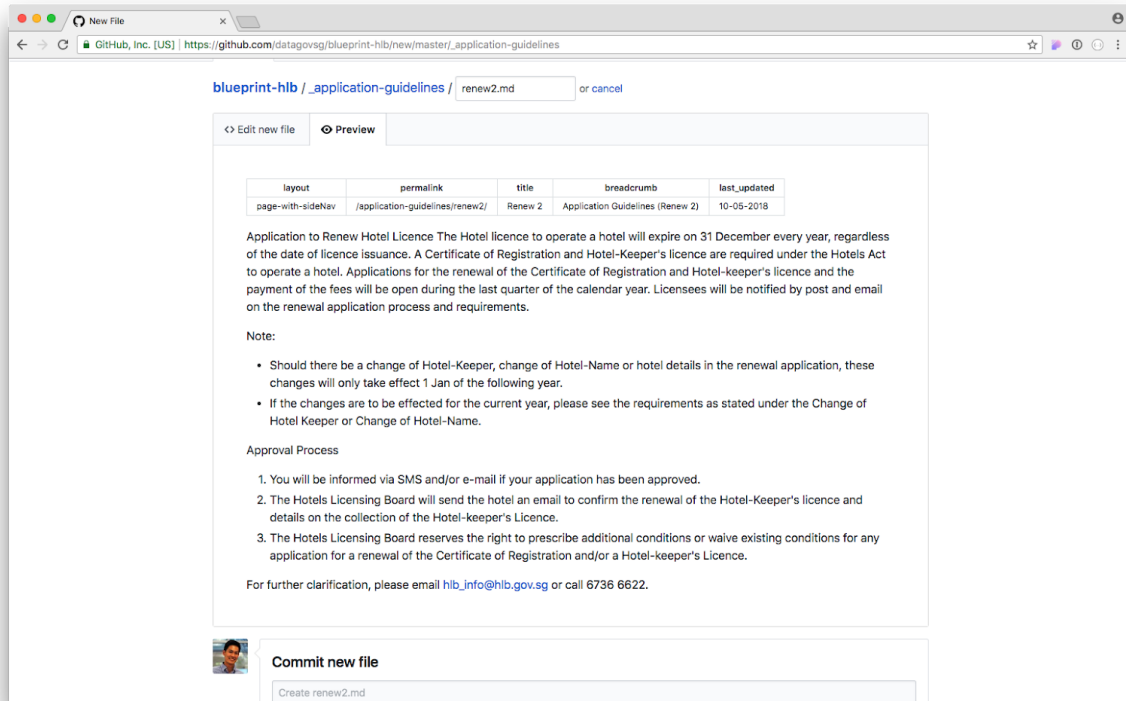 New File
GitHub, Inc. [US] | https://github.com/datagovsg/blueprint-hlb/new/master/_application-guidelines
blueprint-hlb / _application-guidelines / renew2.md or cancel
<> Edit new file Preview
layout permalink title breadcrumb last_updated
page-with-sideNav /application-guidelines/renew2/ Renew 2 Application Guidelines (Renew 2) 10-05-2018
Application to Renew Hotel Licence The Hotel licence to operate a hotel will expire on 31 December every year, regardless
of the date of licence issuance. A Certificate of Registration and Hotel-Keeper's licence are required under the Hotels Act
to operate a hotel. Applications for the renewal of the Certificate of Registration and Hotel-keeper's licence and the
payment of the fees will be open during the last quarter of the calendar year. Licensees will be notified by post and email
on the renewal application process and requirements.
Note:
• Should there be a change of Hotel-Keeper, change of Hotel-Name or hotel details in the renewal application, these
changes will only take effect 1 Jan of the following year.
• If the changes are to be effected for the current year, please see the requirements as stated under the Change of
Hotel Keeper or Change of Hotel-Name.
Approval Process
1. You will be informed via SMS and/or e-mail if your application has been approved.
2. The Hotels Licensing Board will send the hotel an email to confirm the renewal of the Hotel-Keeper's licence and
details on the collection of the Hotel-keeper's Licence.
3. The Hotels Licensing Board reserves the right to prescribe additional conditions or waive existing conditions for any
application for a renewal of the Certificate of Registration and/or a Hotel-keeper's Licence.
For further clarification, please email hlb_info@hlb.gov.sg or call 6736 6622.
Commit new file
Create renew2.md